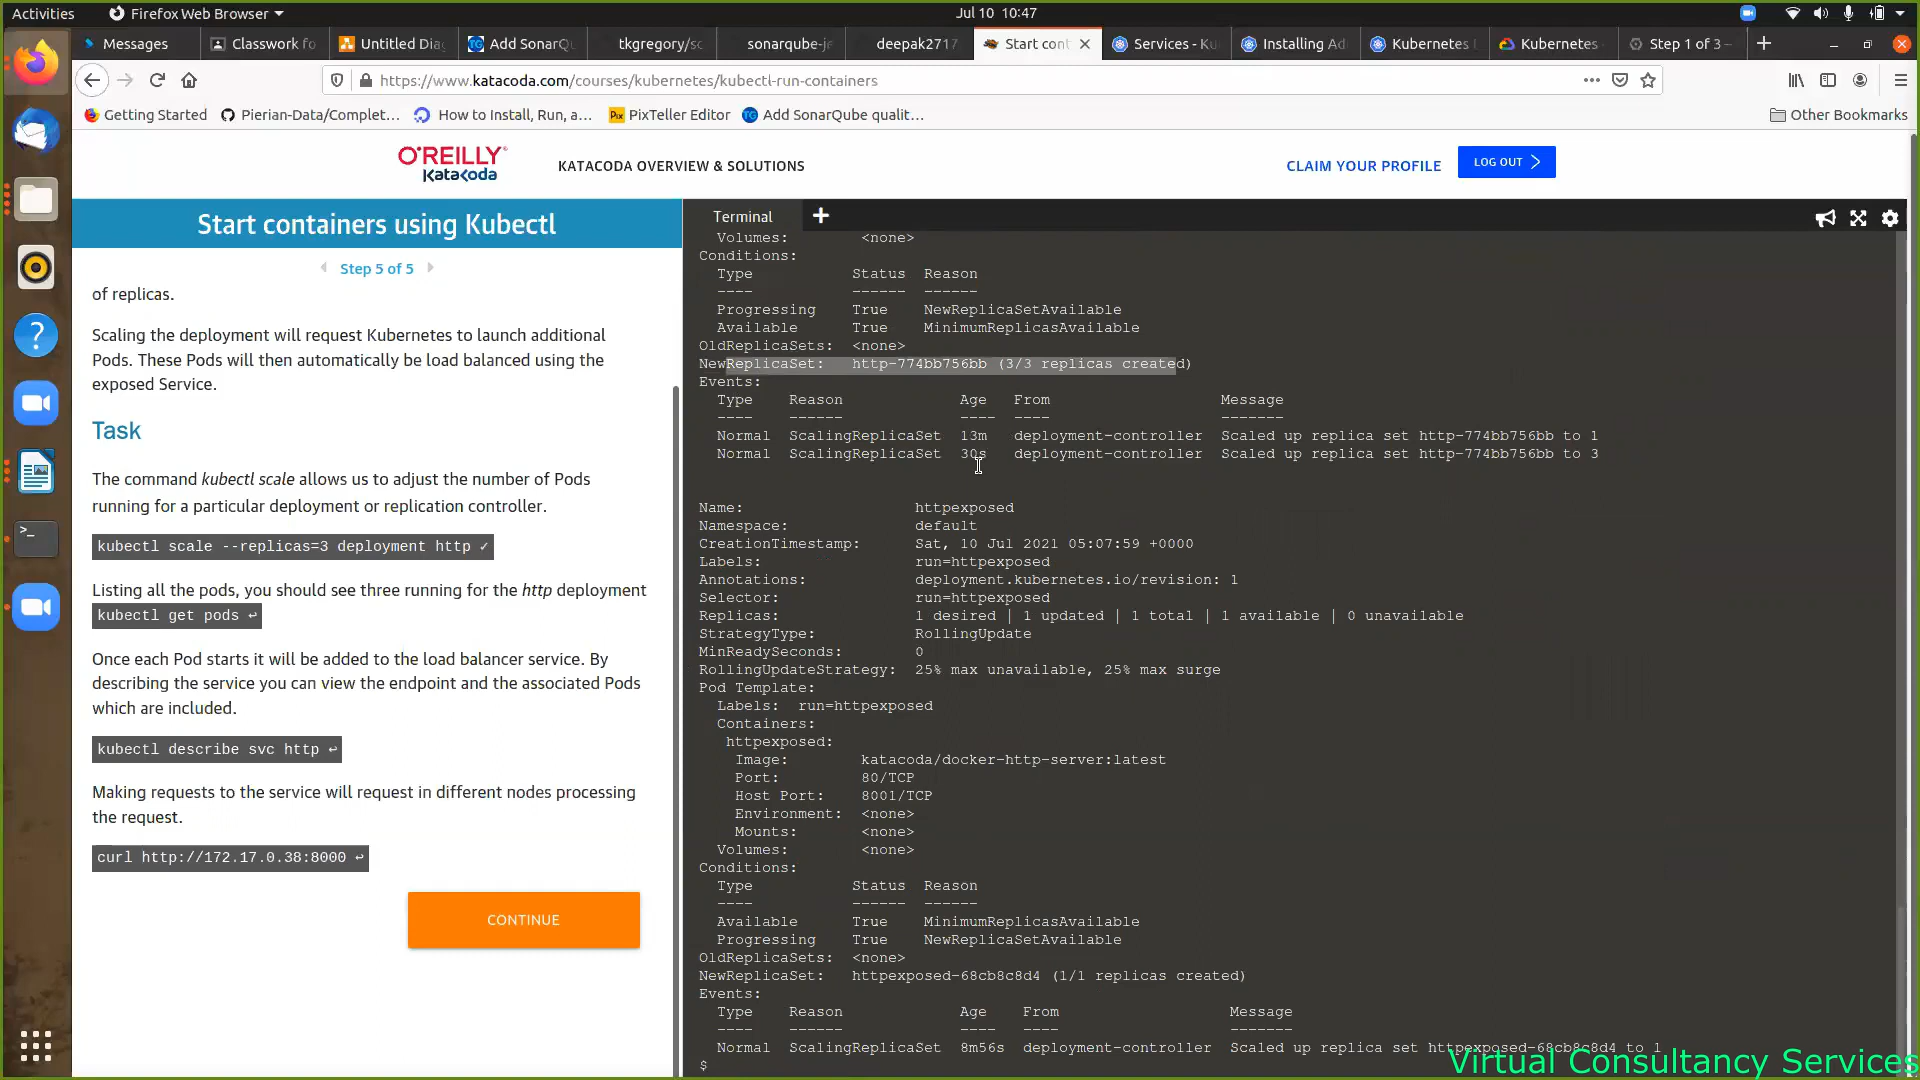 Activities
Firefox Web Browser
Jul 10 10:47
Messages
Classwork fo
Untitled Dia
Add SonarQu
tkgregory/so
sonarqube-je
deepak2717
Start cont
Services - Ku
Installing Ad
Kubernetes
Kubernetes
Step 1 of 3 –
https://www.katacoda.com/courses/kubernetes/kubectl-run-containers
Getting Started
Pierian-Data/Complet...
How to Install, Run, a...
Pix PixTeller Editor
TG Add SonarQube qualit...
Other Bookmarks
O'REILLY
Katacoda
KATACODA OVERVIEW & SOLUTIONS
CLAIM YOUR PROFILE
LOG OUT
Start containers using Kubectl
Step 5 of 5
of replicas.
Scaling the deployment will request Kubernetes to launch additional
Pods. These Pods will then automatically be load balanced using the
exposed Service.
Task
The command kubectl scale allows us to adjust the number of Pods
running for a particular deployment or replication controller.
kubectl scale --replicas=3 deployment http ✓
Listing all the pods, you should see three running for the http deployment
kubectl get pods ↩
Once each Pod starts it will be added to the load balancer service. By
describing the service you can view the endpoint and the associated Pods
which are included.
kubectl describe svc http ↩
Making requests to the service will request in different nodes processing
the request.
curl http://172.17.0.38:8000 ↩
CONTINUE
Terminal
Volumes: <none>
Conditions:
Type Status Reason
---- ------ ------
Progressing True NewReplicaSetAvailable
Available True MinimumReplicasAvailable
OldReplicaSets: <none>
NewReplicaSet: http-774bb756bb (3/3 replicas created)
Events:
Type Reason Age From Message
---- ------ ---- ---- -------
Normal ScalingReplicaSet 13m deployment-controller Scaled up replica set http-774bb756bb to 1
Normal ScalingReplicaSet 30s deployment-controller Scaled up replica set http-774bb756bb to 3
Name: httpexposed
Namespace: default
CreationTimestamp: Sat, 10 Jul 2021 05:07:59 +0000
Labels: run=httpexposed
Annotations: deployment.kubernetes.io/revision: 1
Selector: run=httpexposed
Replicas: 1 desired | 1 updated | 1 total | 1 available | 0 unavailable
StrategyType: RollingUpdate
MinReadySeconds: 0
RollingUpdateStrategy: 25% max unavailable, 25% max surge
Pod Template:
Labels: run=httpexposed
Containers:
httpexposed:
Image: katacoda/docker-http-server:latest
Port: 80/TCP
Host Port: 8001/TCP
Environment: <none>
Mounts: <none>
Volumes: <none>
Conditions:
Type Status Reason
---- ------ ------
Available True MinimumReplicasAvailable
Progressing True NewReplicaSetAvailable
OldReplicaSets: <none>
NewReplicaSet: httpexposed-68cb8c8d4 (1/1 replicas created)
Events:
Type Reason Age From Message
---- ------ ---- ---- -------
Normal ScalingReplicaSet 8m56s deployment-controller Scaled up replica set httpexposed-68cb8c8d4 to 1
$
Virtual Consultancy Services